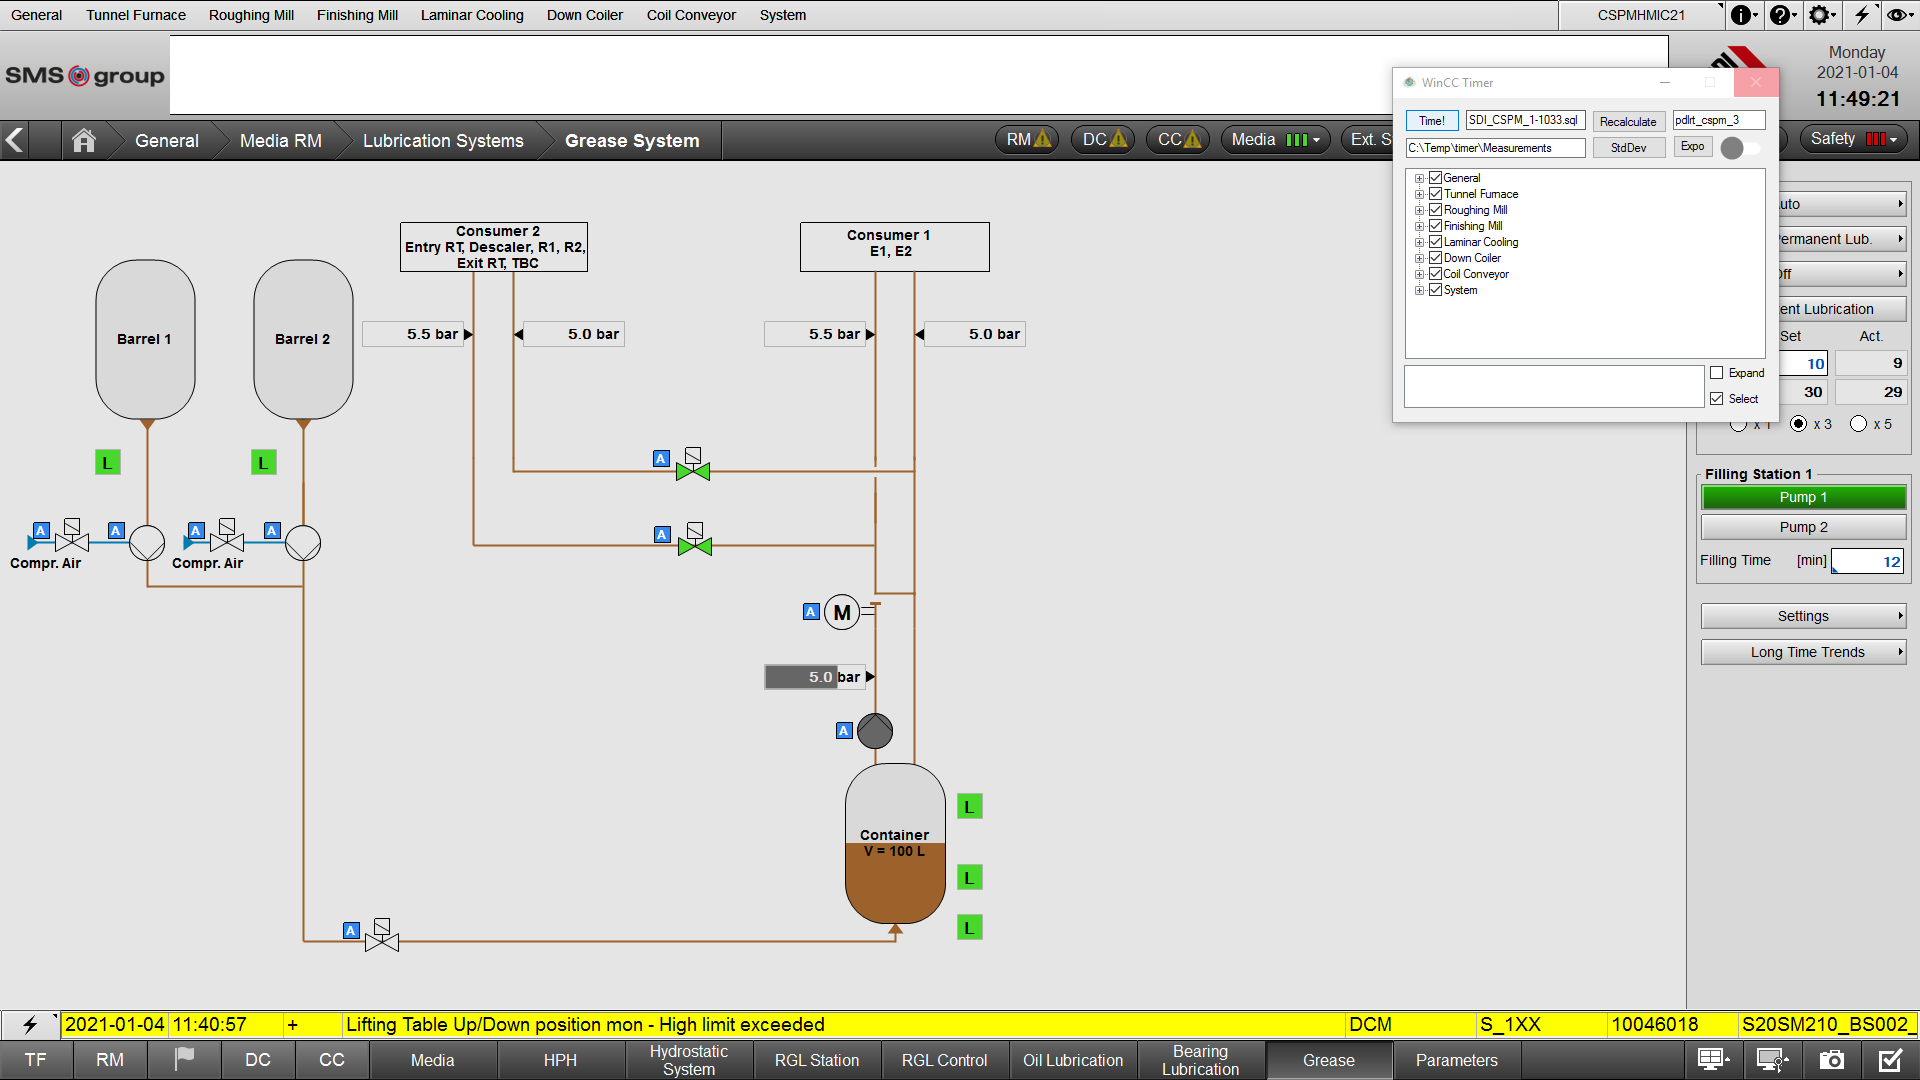 General Tunnel Furnace Roughing Mill Finishing Mill Laminar Cooling Down Coiler Coil Conveyor System CSPMHMIC21
SMS group
Monday
2021-01-04
11:49:21
General Media RM Lubrication Systems Grease System RM DC CC Media Ext. S Safety
WinCC Timer
Time! SDI_CSPM_1-1033.sql Recalculate pdlrt_cspm_3
C:\Temp\timer\Measurements StdDev Expo
General
Tunnel Furnace
Roughing Mill
Finishing Mill
Laminar Cooling
Down Coiler
Coil Conveyor
System
Expand
Select
Consumer 2
Entry RT, Descaler, R1, R2,
Exit RT, TBC
Consumer 1
E1, E2
Barrel 1
Barrel 2
5.5 bar
5.0 bar
5.5 bar
5.0 bar
L
L
A
A
A
A
A
A
Compr. Air
Compr. Air
A
M
5.0 bar
A
Container
V = 100 L
L
L
L
A
uto
ermanent Lub.
ff
ent Lubrication
Set Act.
10 9
30 29
x 1 x 3 x 5
Filling Station 1
Pump 1
Pump 2
Filling Time [min] 12
Settings
Long Time Trends
2021-01-04 11:40:57 + Lifting Table Up/Down position mon - High limit exceeded DCM S_1XX 10046018 S20SM210_BS002_
TF RM DC CC Media HPH Hydrostatic System RGL Station RGL Control Oil Lubrication Bearing Lubrication Grease Parameters